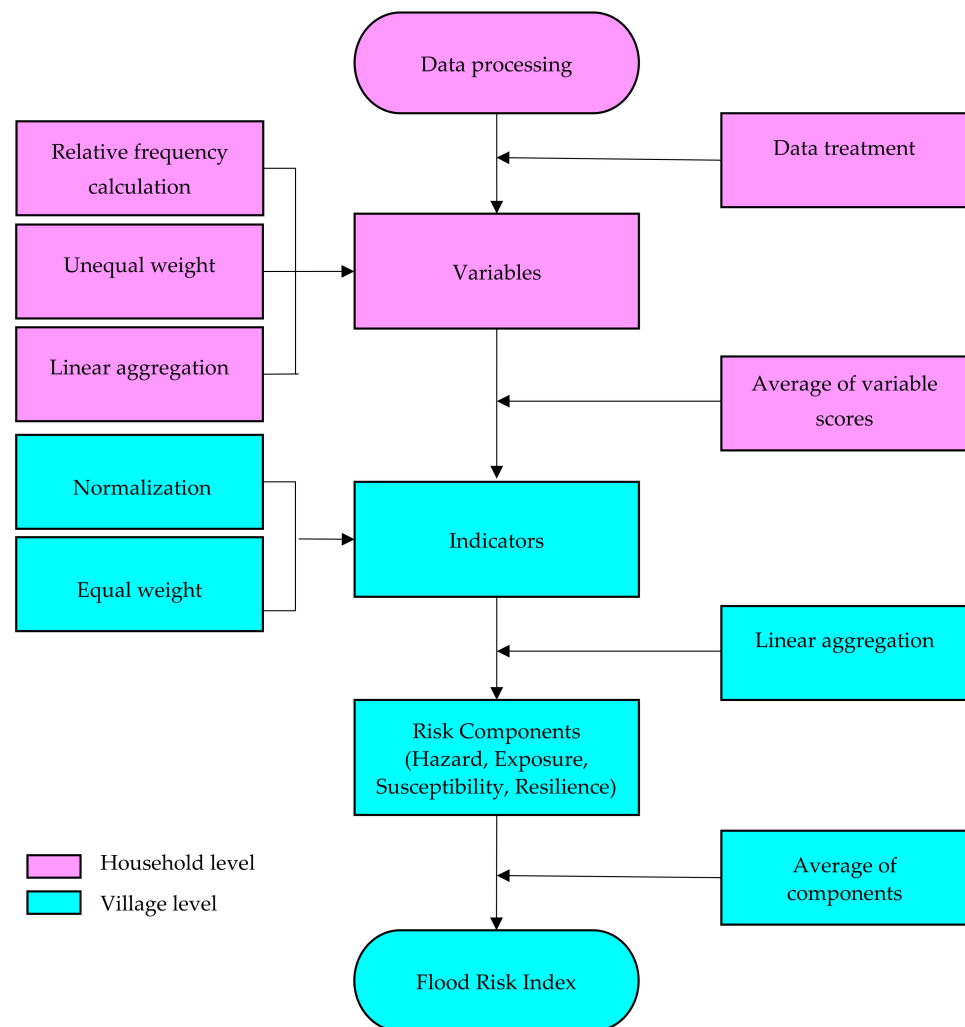 Data processing
Data treatment
Relative frequency
calculation
Unequal weight
Variables
Linear aggregation
Average of variable
scores
Normalization
Indicators
Equal weight
Linear aggregation
Risk Components
(Hazard, Exposure,
Susceptibility, Resilience)
Household level
Village level
Average of
components
Flood Risk Index